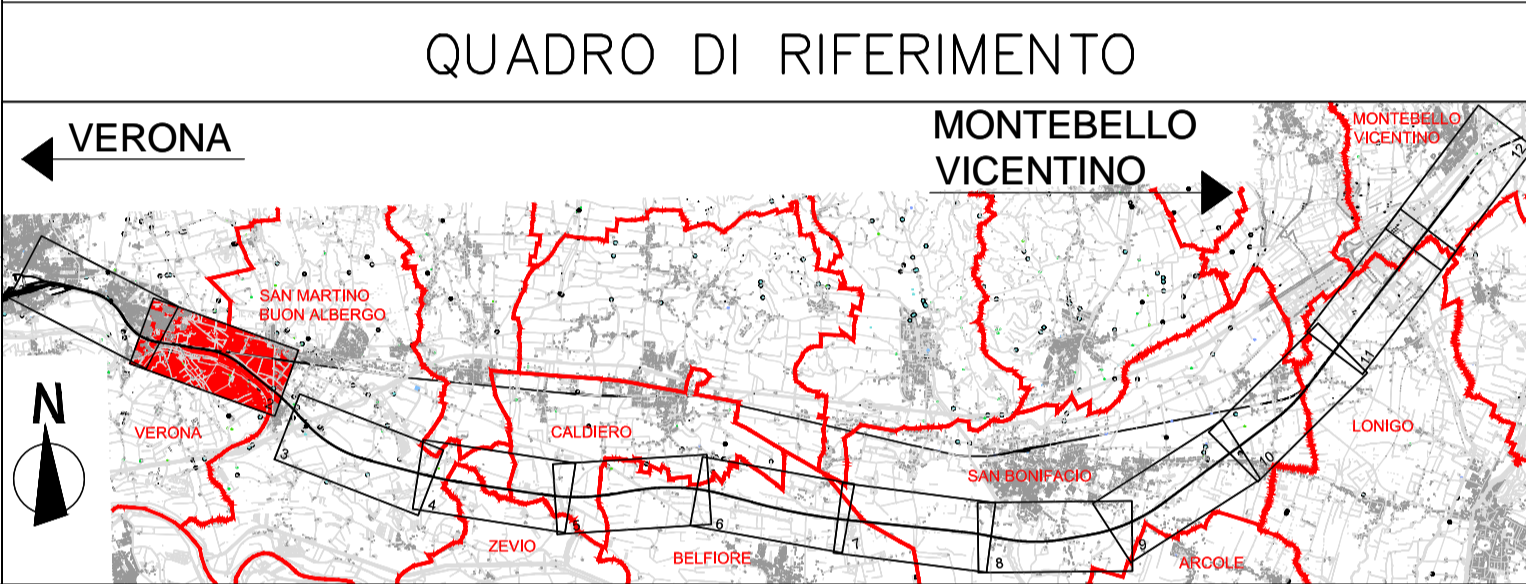 QUADRO DI RIFERIMENTO
VERONA
MONTEBELLO
VICENTINO
MONTEBELLO
VICENTINO
12
SAN MARTINO
BUON ALBERGO
11
N
VERONA
CALDIERO
LONIGO
3
SAN BONIFACIO
10
4
5
6
ZEVIO
7
9
BELFIORE
8
ARCOLE